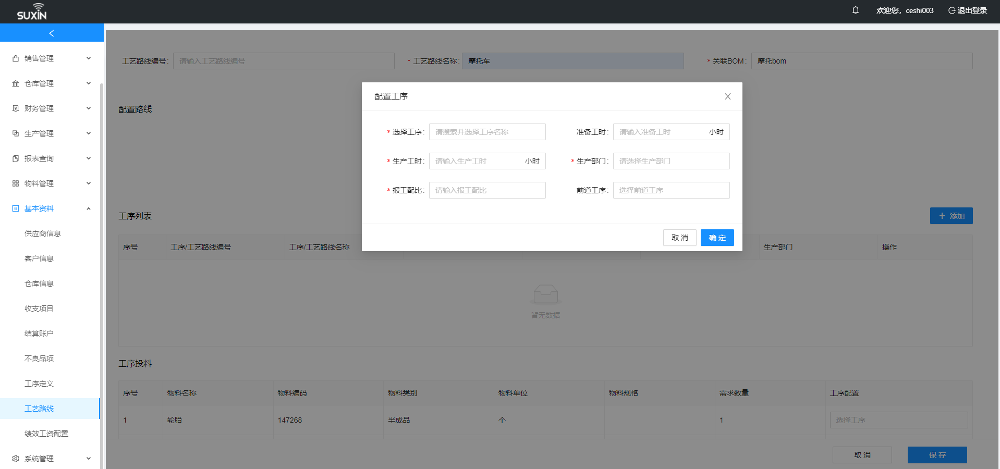 SUXIN
欢迎您，ceshi003 退出登录
销售管理
仓库管理
财务管理
生产管理
报表查询
物料管理
基本资料
供应商信息
客户信息
仓库信息
收支项目
结算账户
不良品项
工序定义
工艺路线
绩效工资配置
系统管理
工艺路线编号: 请输入工艺路线编号 * 工艺路线名称: 摩托车 * 关联BOM: 摩托bom
配置路线
配置工序
* 选择工序: 请搜索并选择工序名称 准备工时: 请输入准备工时 小时
* 生产工时: 请输入生产工时 小时 * 生产部门: 请选择生产部门
* 报工配比: 请输入报工配比 前道工序: 选择前道工序
取 消 确 定
工序列表 + 添加
序号 工序/工艺路线编号 工序/工艺路线名称 生产部门 操作
暂无数据
工序投料
序号 物料名称 物料编码 物料类别 物料单位 物料规格 需求数量 工序配置
1 轮胎 147268 半成品 个 1 选择工序
取 消 保 存